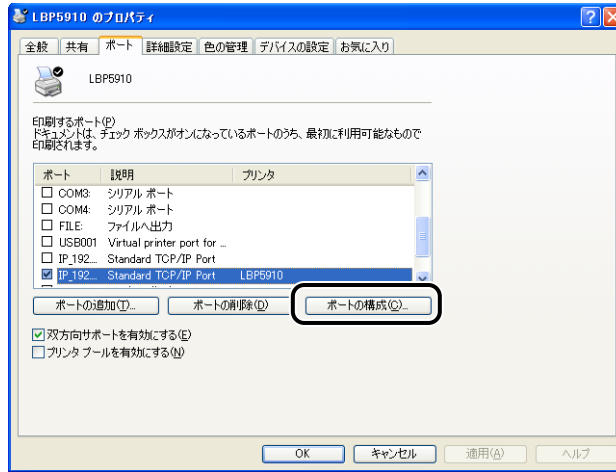 LBP5910 のプロパティ
全般 共有 ポート 詳細設定 色の管理 デバイスの設定 お気に入り
LBP5910
印刷するポート(P)
ドキュメントは、チェック ボックスがオンになっているポートのうち、最初に利用可能なもので
印刷されます。
ポート 説明 プリンタ
COM3: シリアル ポート
COM4: シリアル ポート
FILE: ファイルへ出力
USB001 Virtual printer port for ...
IP_192... Standard TCP/IP Port
IP_192... Standard TCP/IP Port LBP5910
ポートの追加(T)... ポートの削除(D) ポートの構成(C)...
双方向サポートを有効にする(E)
プリンタ プールを有効にする(N)
OK キャンセル 適用(A) ヘルプ